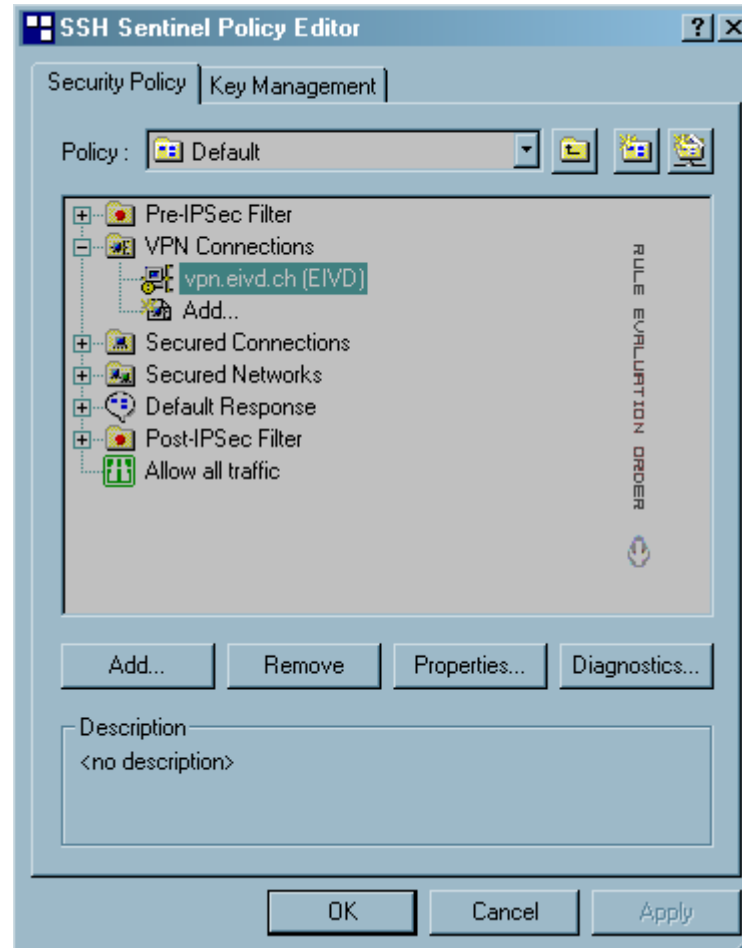 SSH Sentinel Policy Editor
Security Policy
Key Management
Policy :
Default
Pre-IPSec Filter
VPN Connections
vpn.eivd.ch (EIVD)
Add...
Secured Connections
Secured Networks
Default Response
Post-IPSec Filter
Allow all traffic
RULE EVALUATION ORDER
Add...
Remove
Properties...
Diagnostics...
Description
<no description>
OK
Cancel
Apply